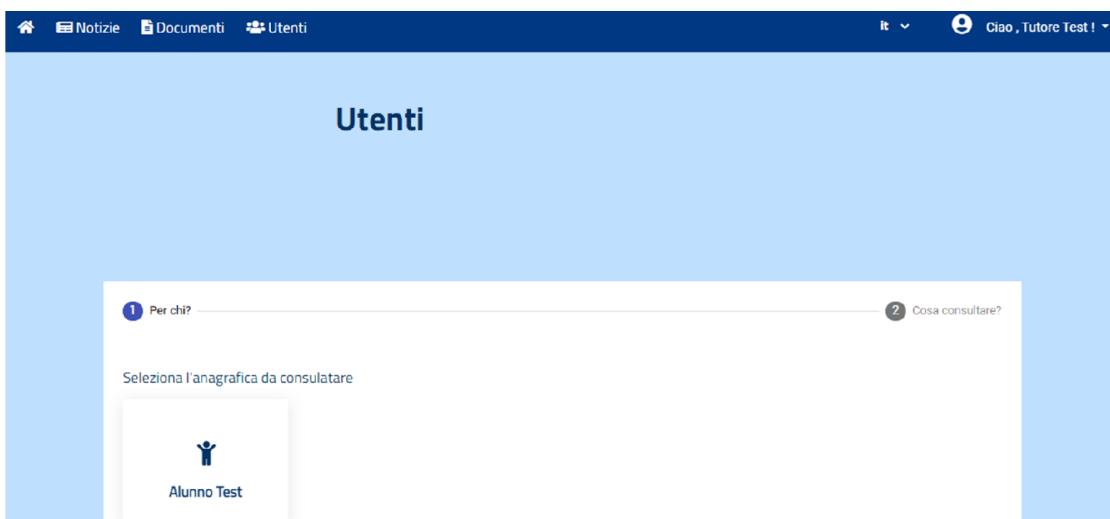 Notizie Documenti Utenti it Ciao , Tutore Test !
Utenti
1 Per chi? 2 Cosa consultare?
Seleziona l'anagrafica da consulatare
Alunno Test